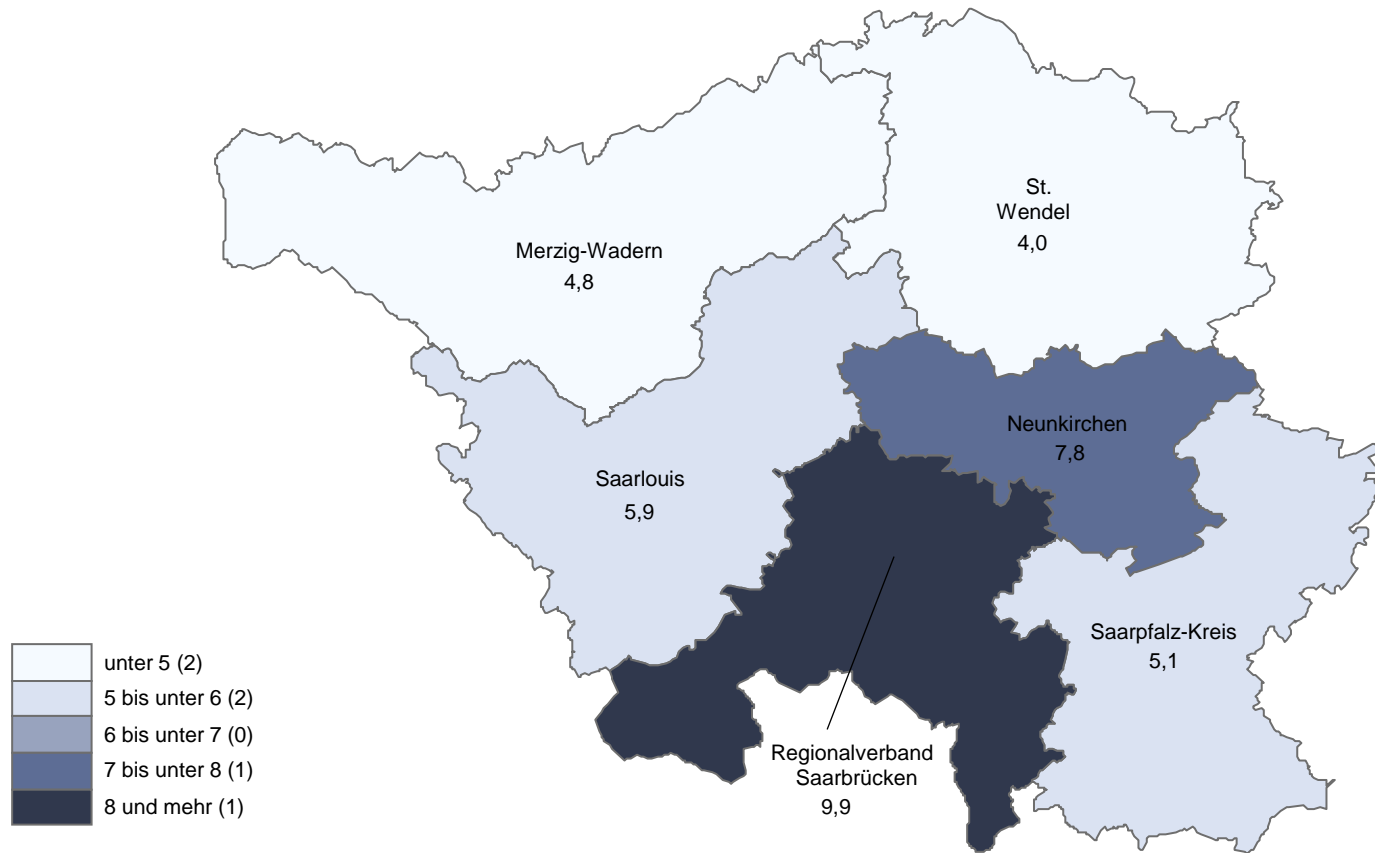 St.
Wendel
4,0
Merzig-Wadern
4,8
Neunkirchen
7,8
Saarlouis
5,9
Saarpfalz-Kreis
5,1
Regionalverband
Saarbrücken
9,9
unter 5 (2)
5 bis unter 6 (2)
6 bis unter 7 (0)
7 bis unter 8 (1)
8 und mehr (1)